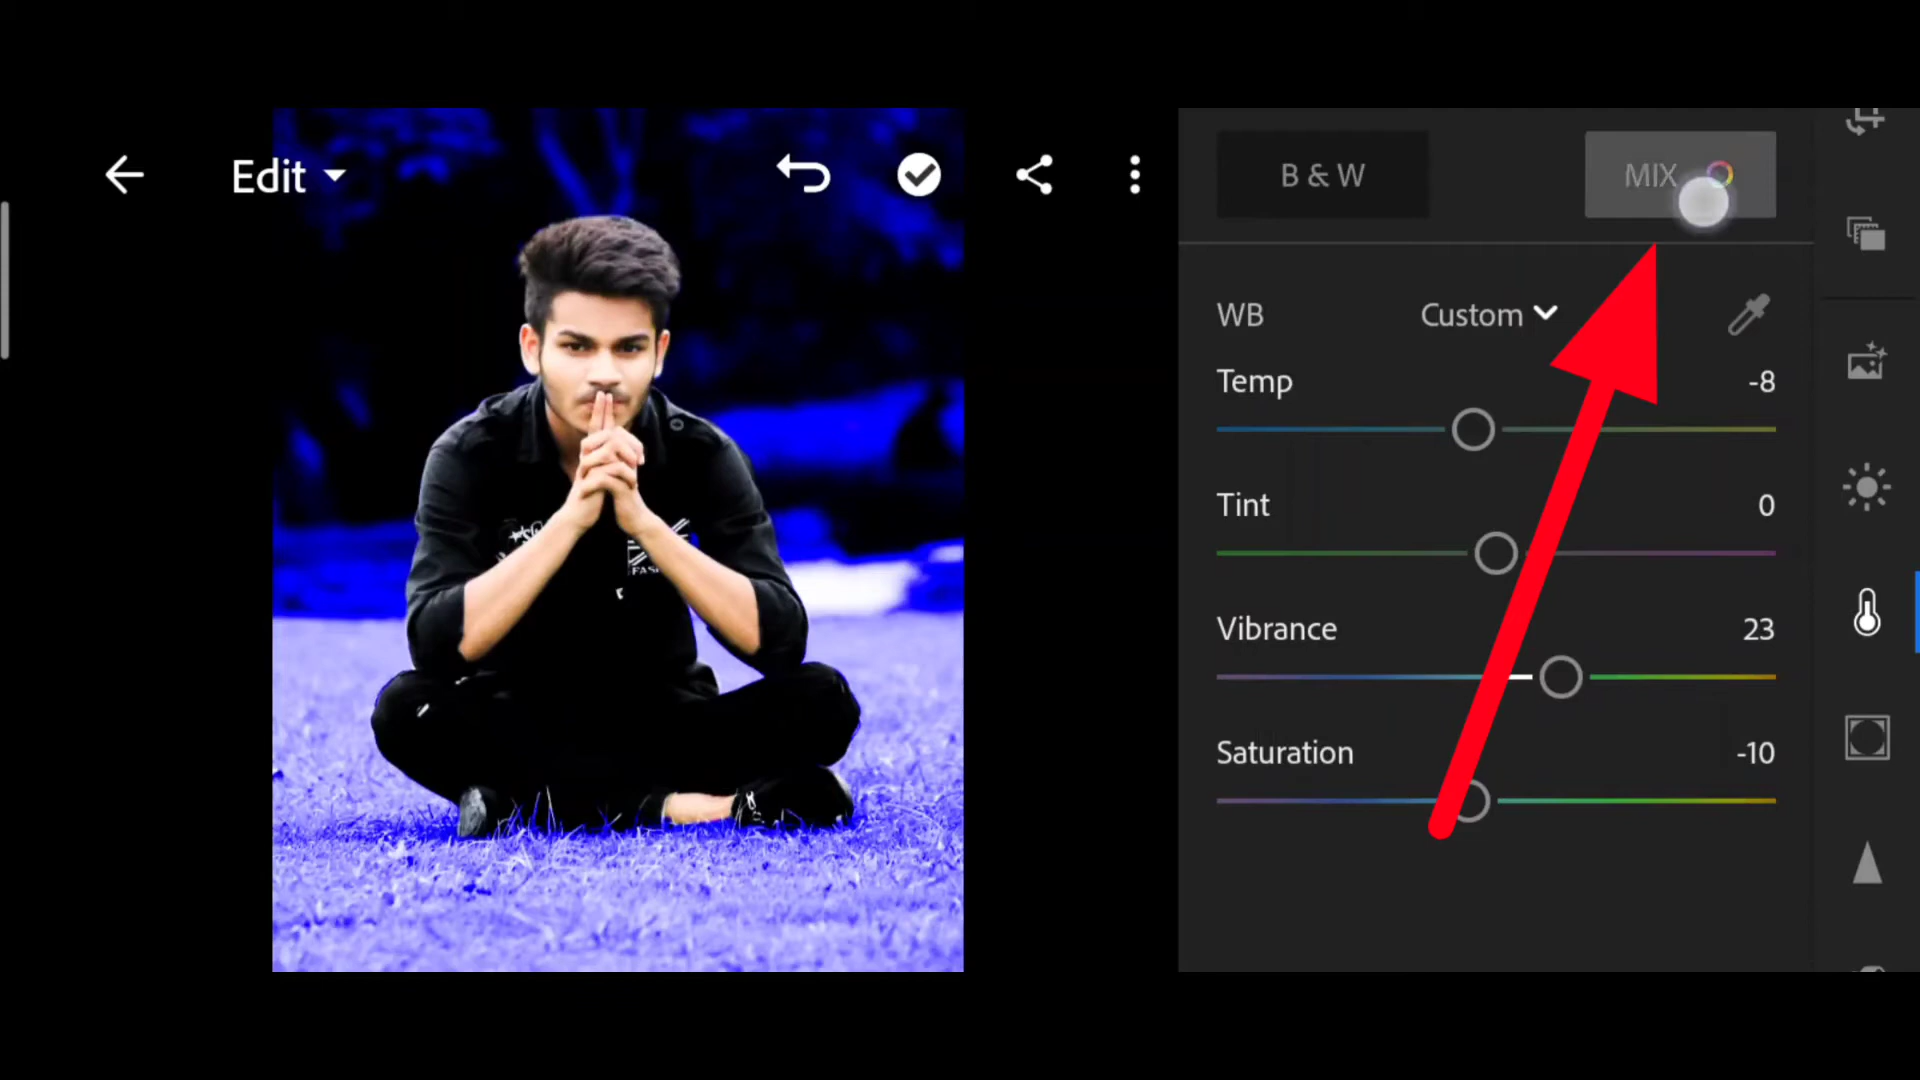 Edit
B & W
MIX
WB
Custom
Temp
-8
Tint
0
Vibrance
23
Saturation
-10